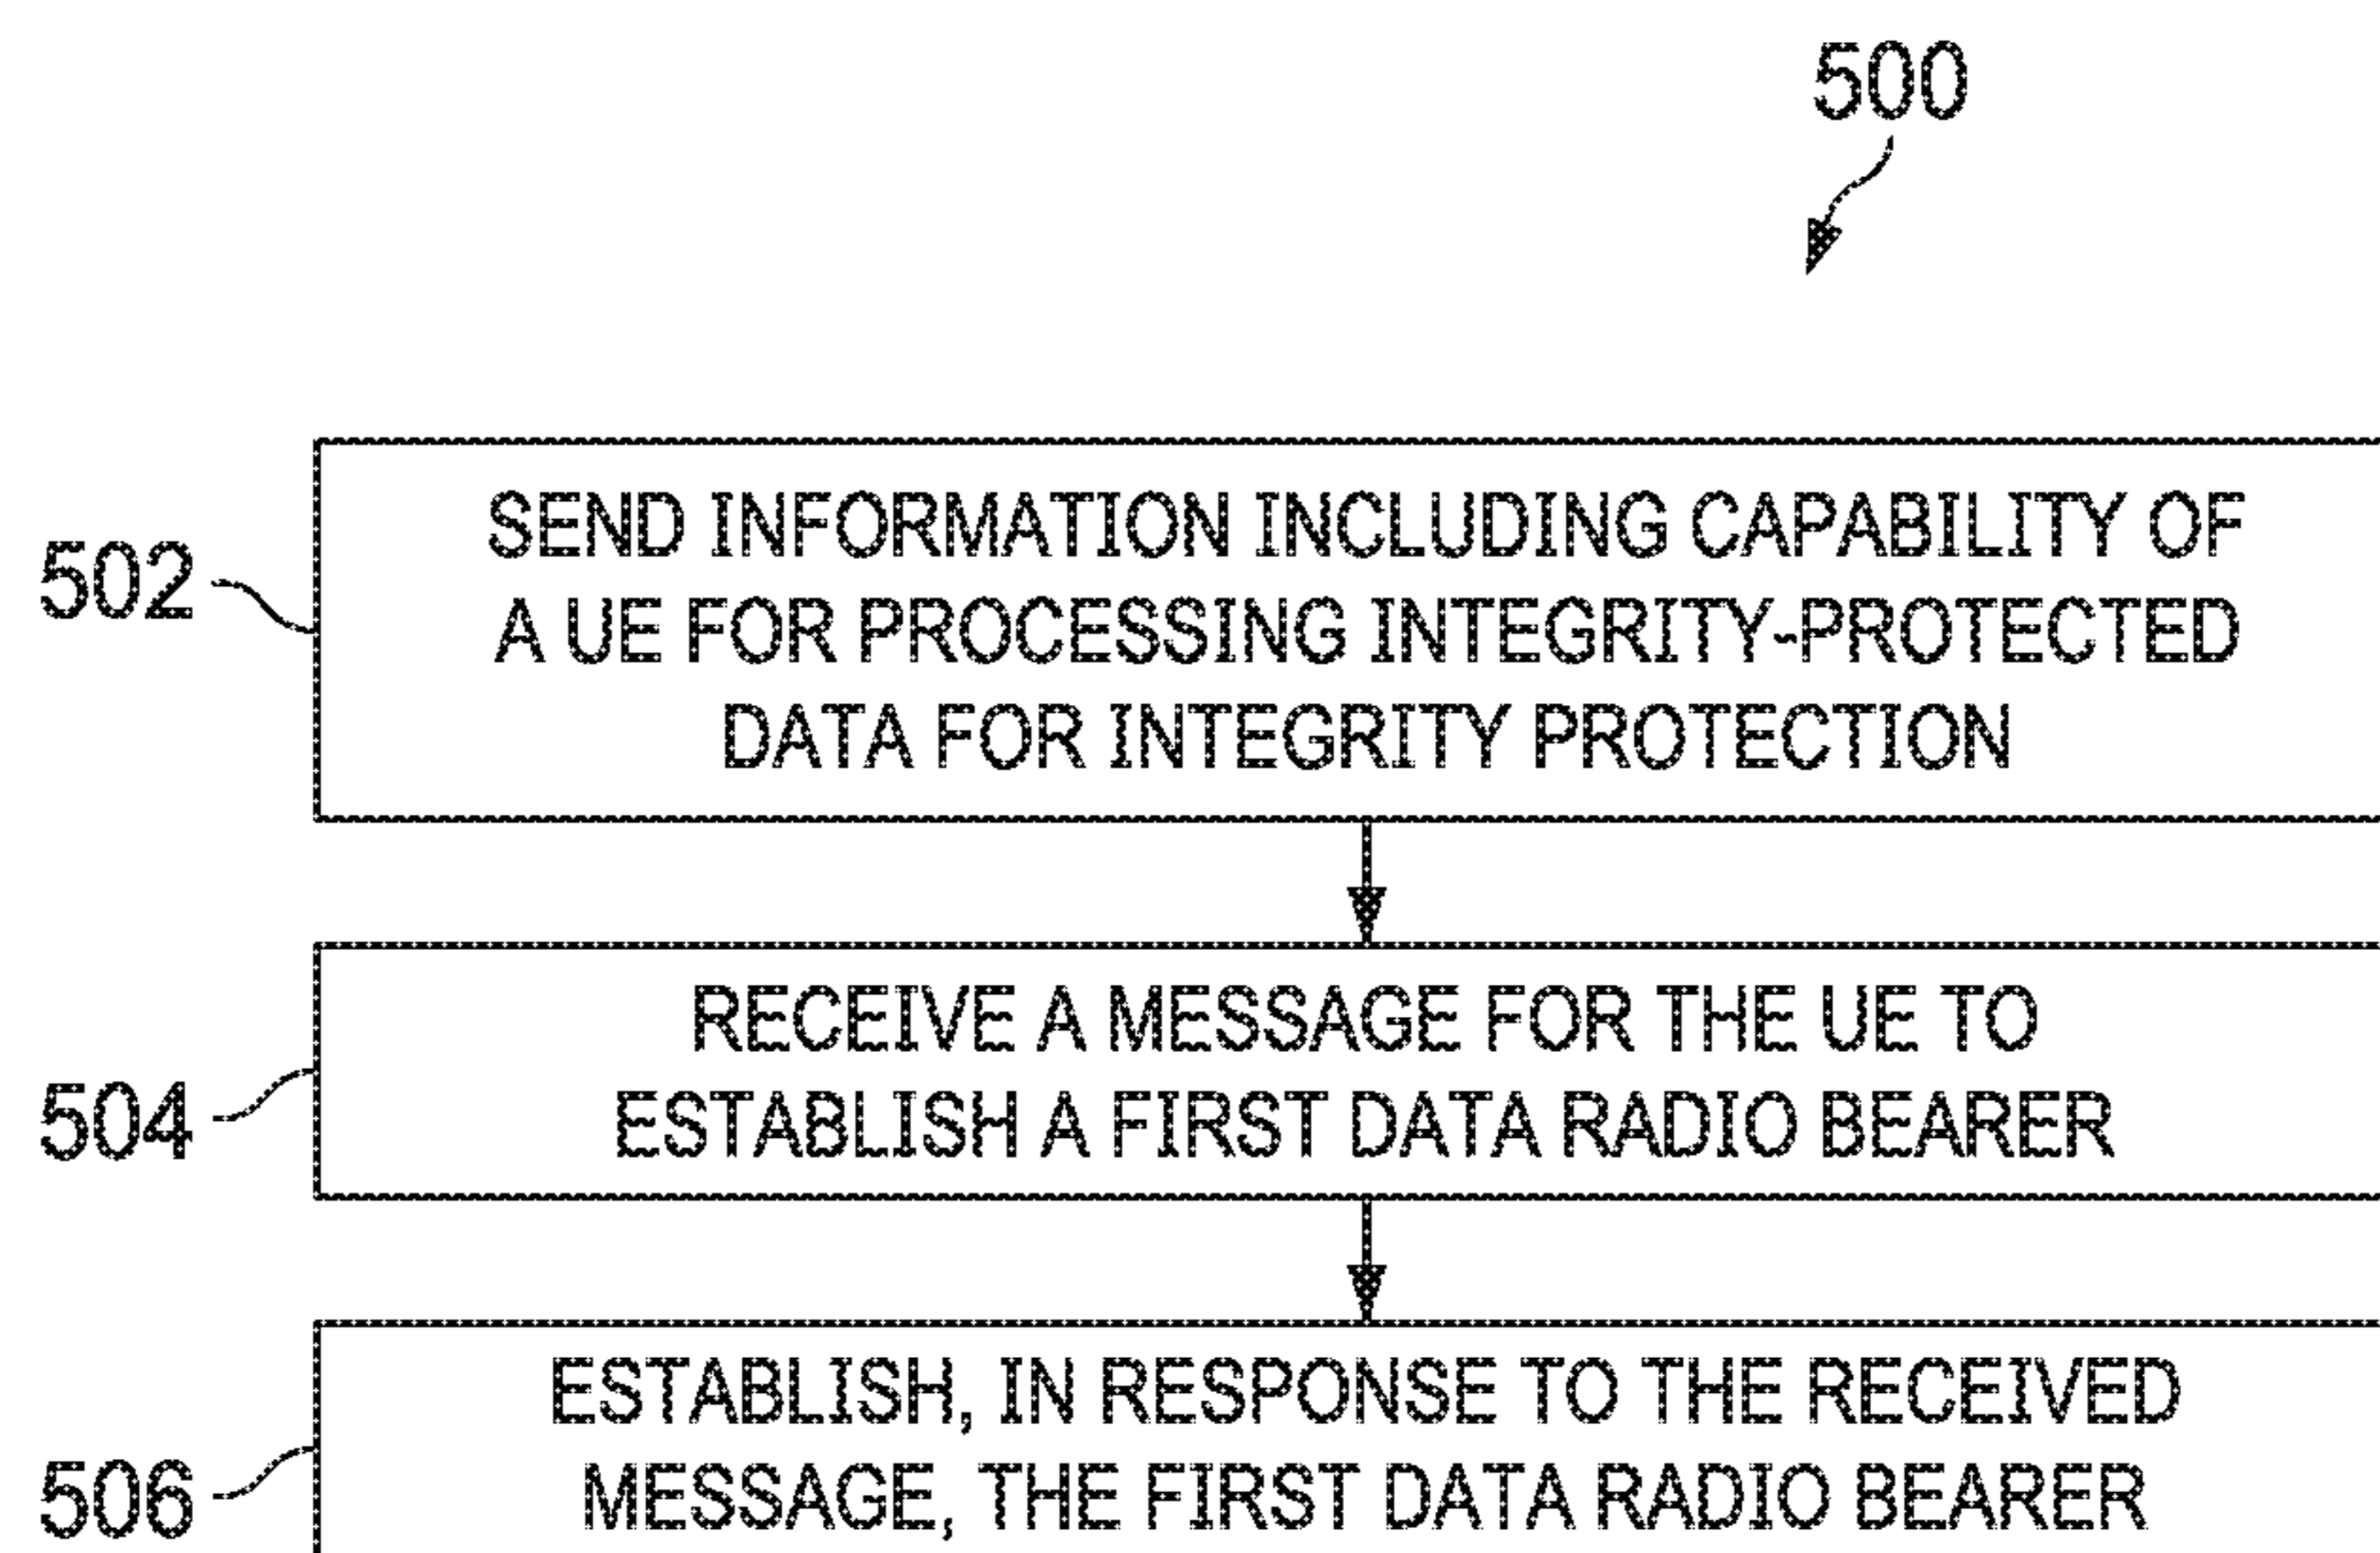 500
502
SEND INFORMATION INCLUDING CAPABILITY OF
A UE FOR PROCESSING INTEGRITY-PROTECTED
DATA FOR INTEGRITY PROTECTION
504
RECEIVE A MESSAGE FOR THE UE TO
ESTABLISH A FIRST DATA RADIO BEARER
506
ESTABLISH, IN RESPONSE TO THE RECEIVED
MESSAGE, THE FIRST DATA RADIO BEARER